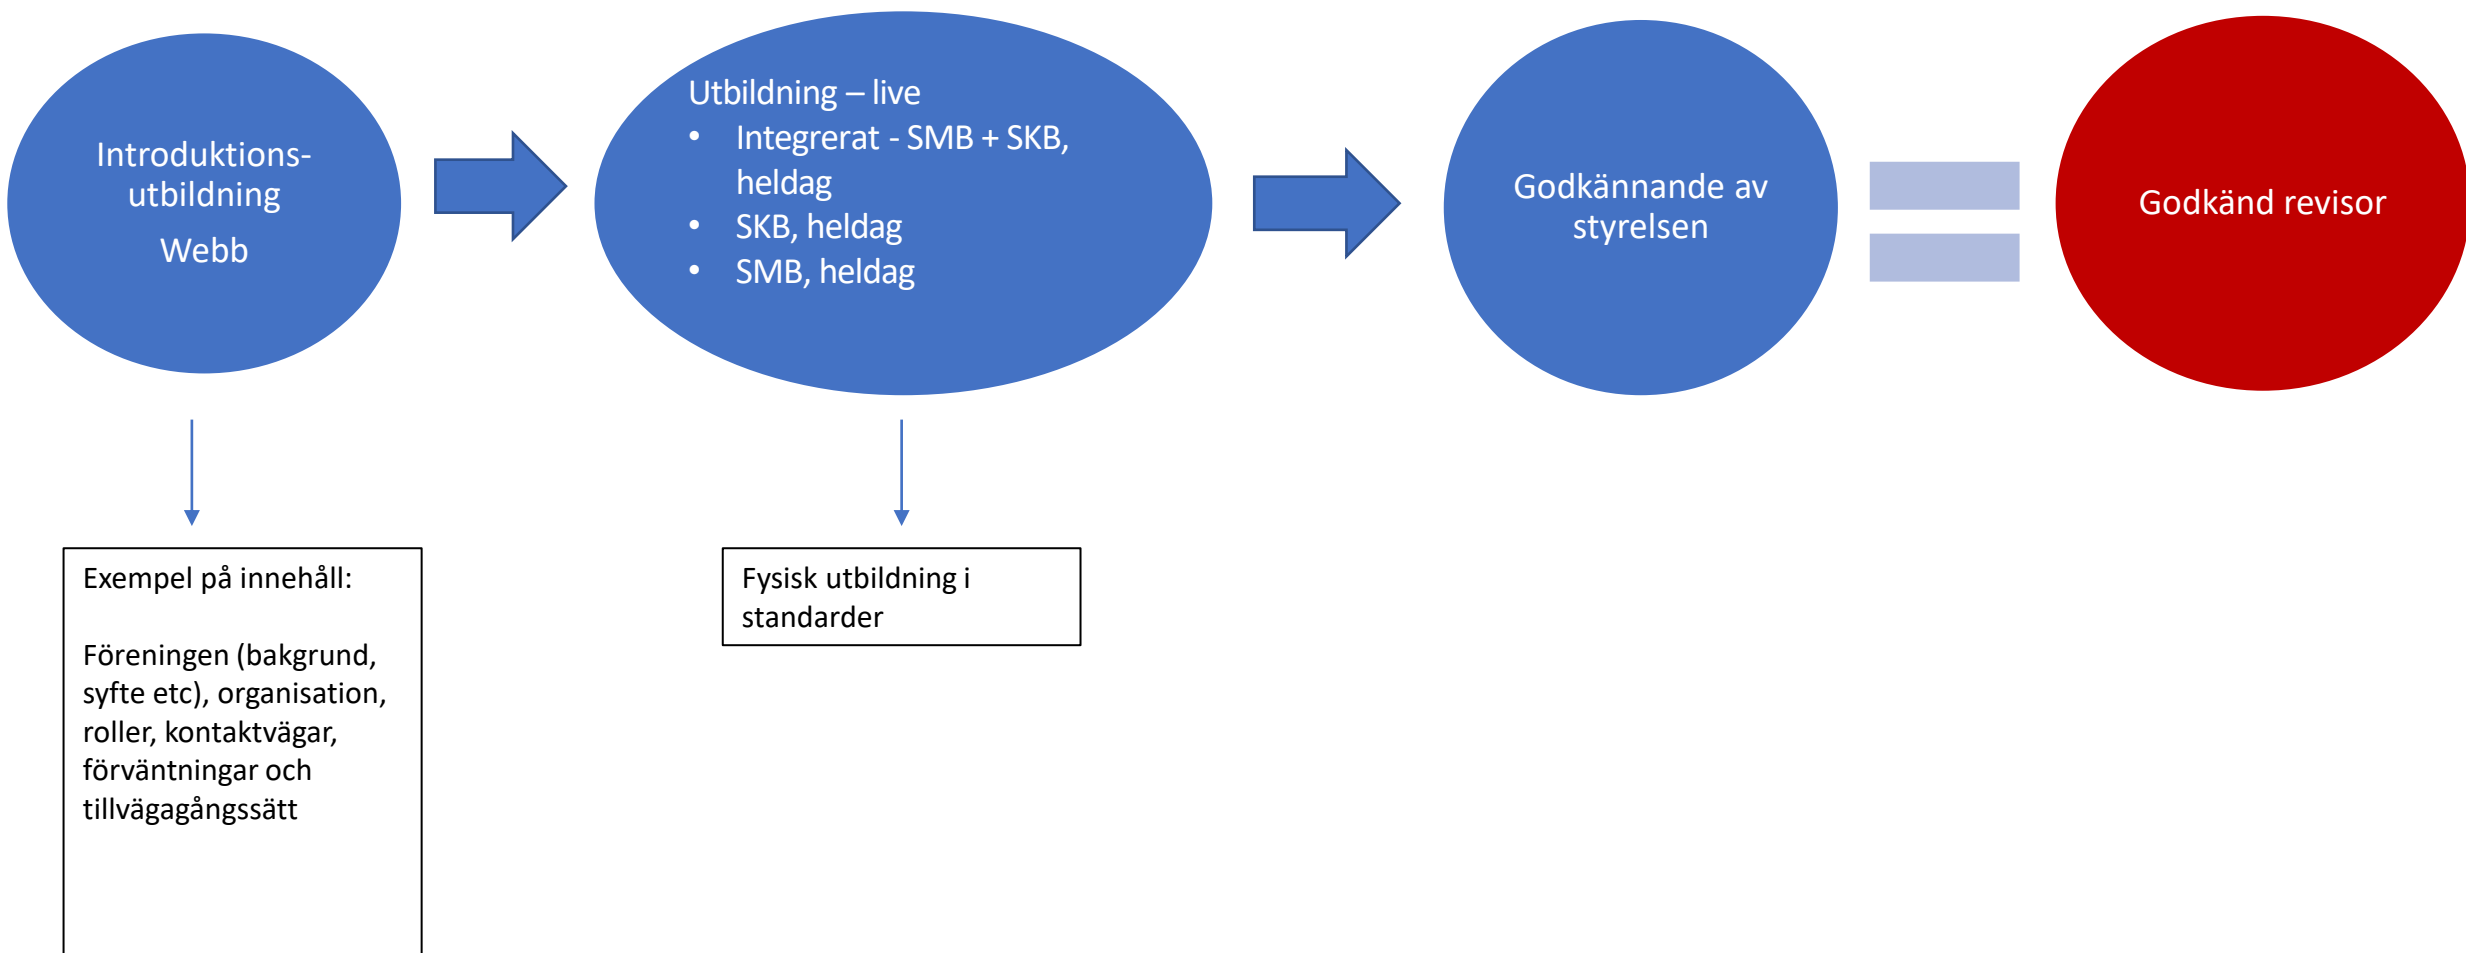 Introduktions-
utbildning
Webb
Utbildning – live
• Integrerat - SMB + SKB,
heldag
• SKB, heldag
• SMB, heldag
Godkännande av
styrelsen
Godkänd revisor
Exempel på innehåll:
Föreningen (bakgrund,
syfte etc), organisation,
roller, kontaktvägar,
förväntningar och
tillvägagångssätt
Fysisk utbildning i
standarder